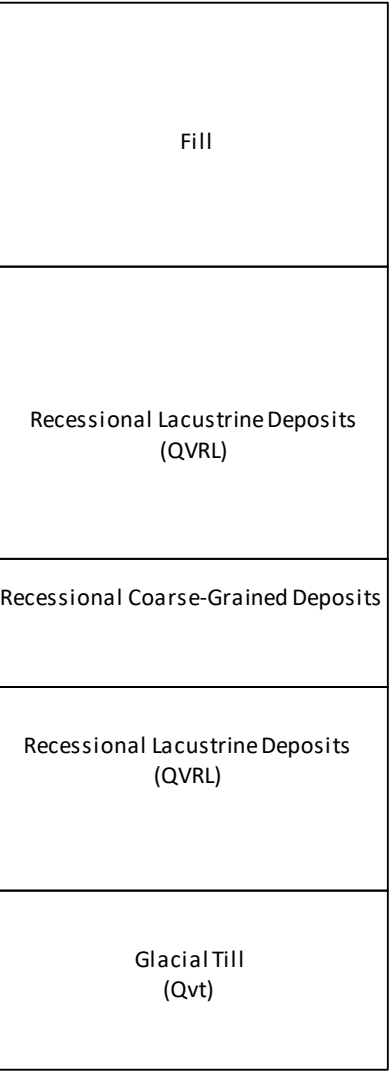 Fill
Recessional Lacustrine Deposits
(QVRL)
Recessional Coarse-Grained Deposits
Recessional Lacustrine Deposits
(QVRL)
Glacial Till
(Qvt)